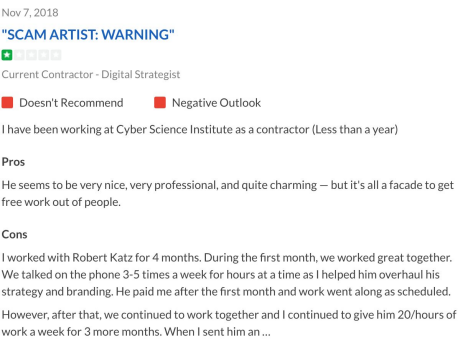 Nov 7, 2018
"SCAM ARTIST: WARNING"
Current Contractor - Digital Strategist
Doesn't Recommend Negative Outlook
I have been working at Cyber Science Institute as a contractor (Less than a year)
Pros
He seems to be very nice, very professional, and quite charming — but it's all a facade to get
free work out of people.
Cons
I worked with Robert Katz for 4 months. During the first month, we worked great together.
We talked on the phone 3-5 times a week for hours at a time as I helped him overhaul his
strategy and branding. He paid me after the first month and work went along as scheduled.
However, after that, we continued to work together and I continued to give him 20/hours of
work a week for 3 more months. When I sent him an ...